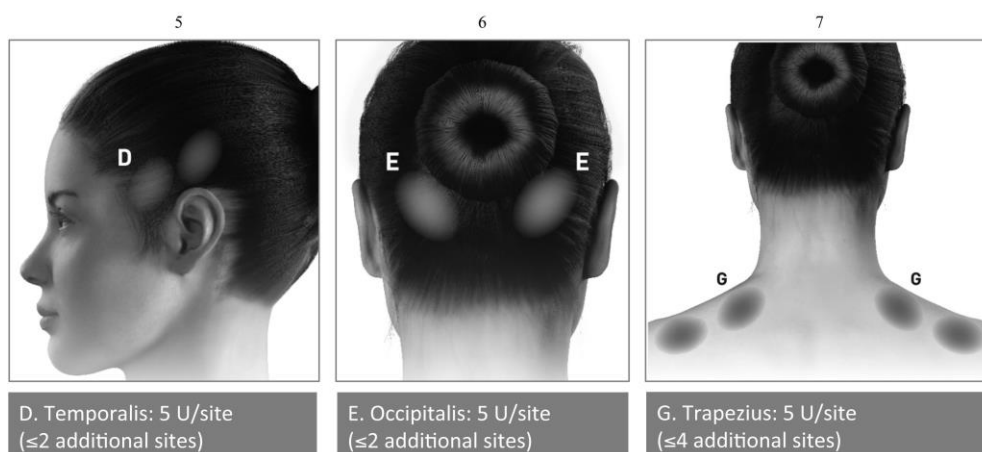 5
6
7
D
E
E
G
G
D. Temporalis: 5 U/site
(≤2 additional sites)
E. Occipitalis: 5 U/site
(≤2 additional sites)
G. Trapezius: 5 U/site
(≤4 additional sites)